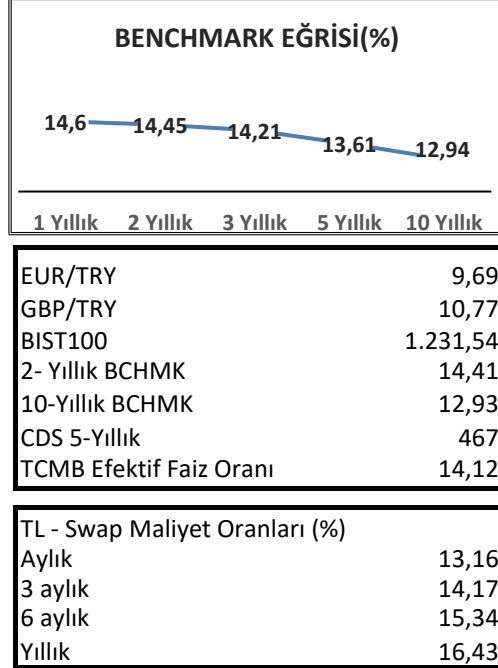 BENCHMARK EĞRİSİ(%)
14,6 14,45 14,21 13,61 12,94
1 Yıllık 2 Yıllık 3 Yıllık 5 Yıllık 10 Yıllık
EUR/TRY 9,69
GBP/TRY 10,77
BIST100 1.231,54
2- Yıllık BCHMK 14,41
10-Yıllık BCHMK 12,93
CDS 5-Yıllık 467
TCMB Efektif Faiz Oranı 14,12
TL - Swap Maliyet Oranları (%)
Aylık 13,16
3 aylık 14,17
6 aylık 15,34
Yıllık 16,43